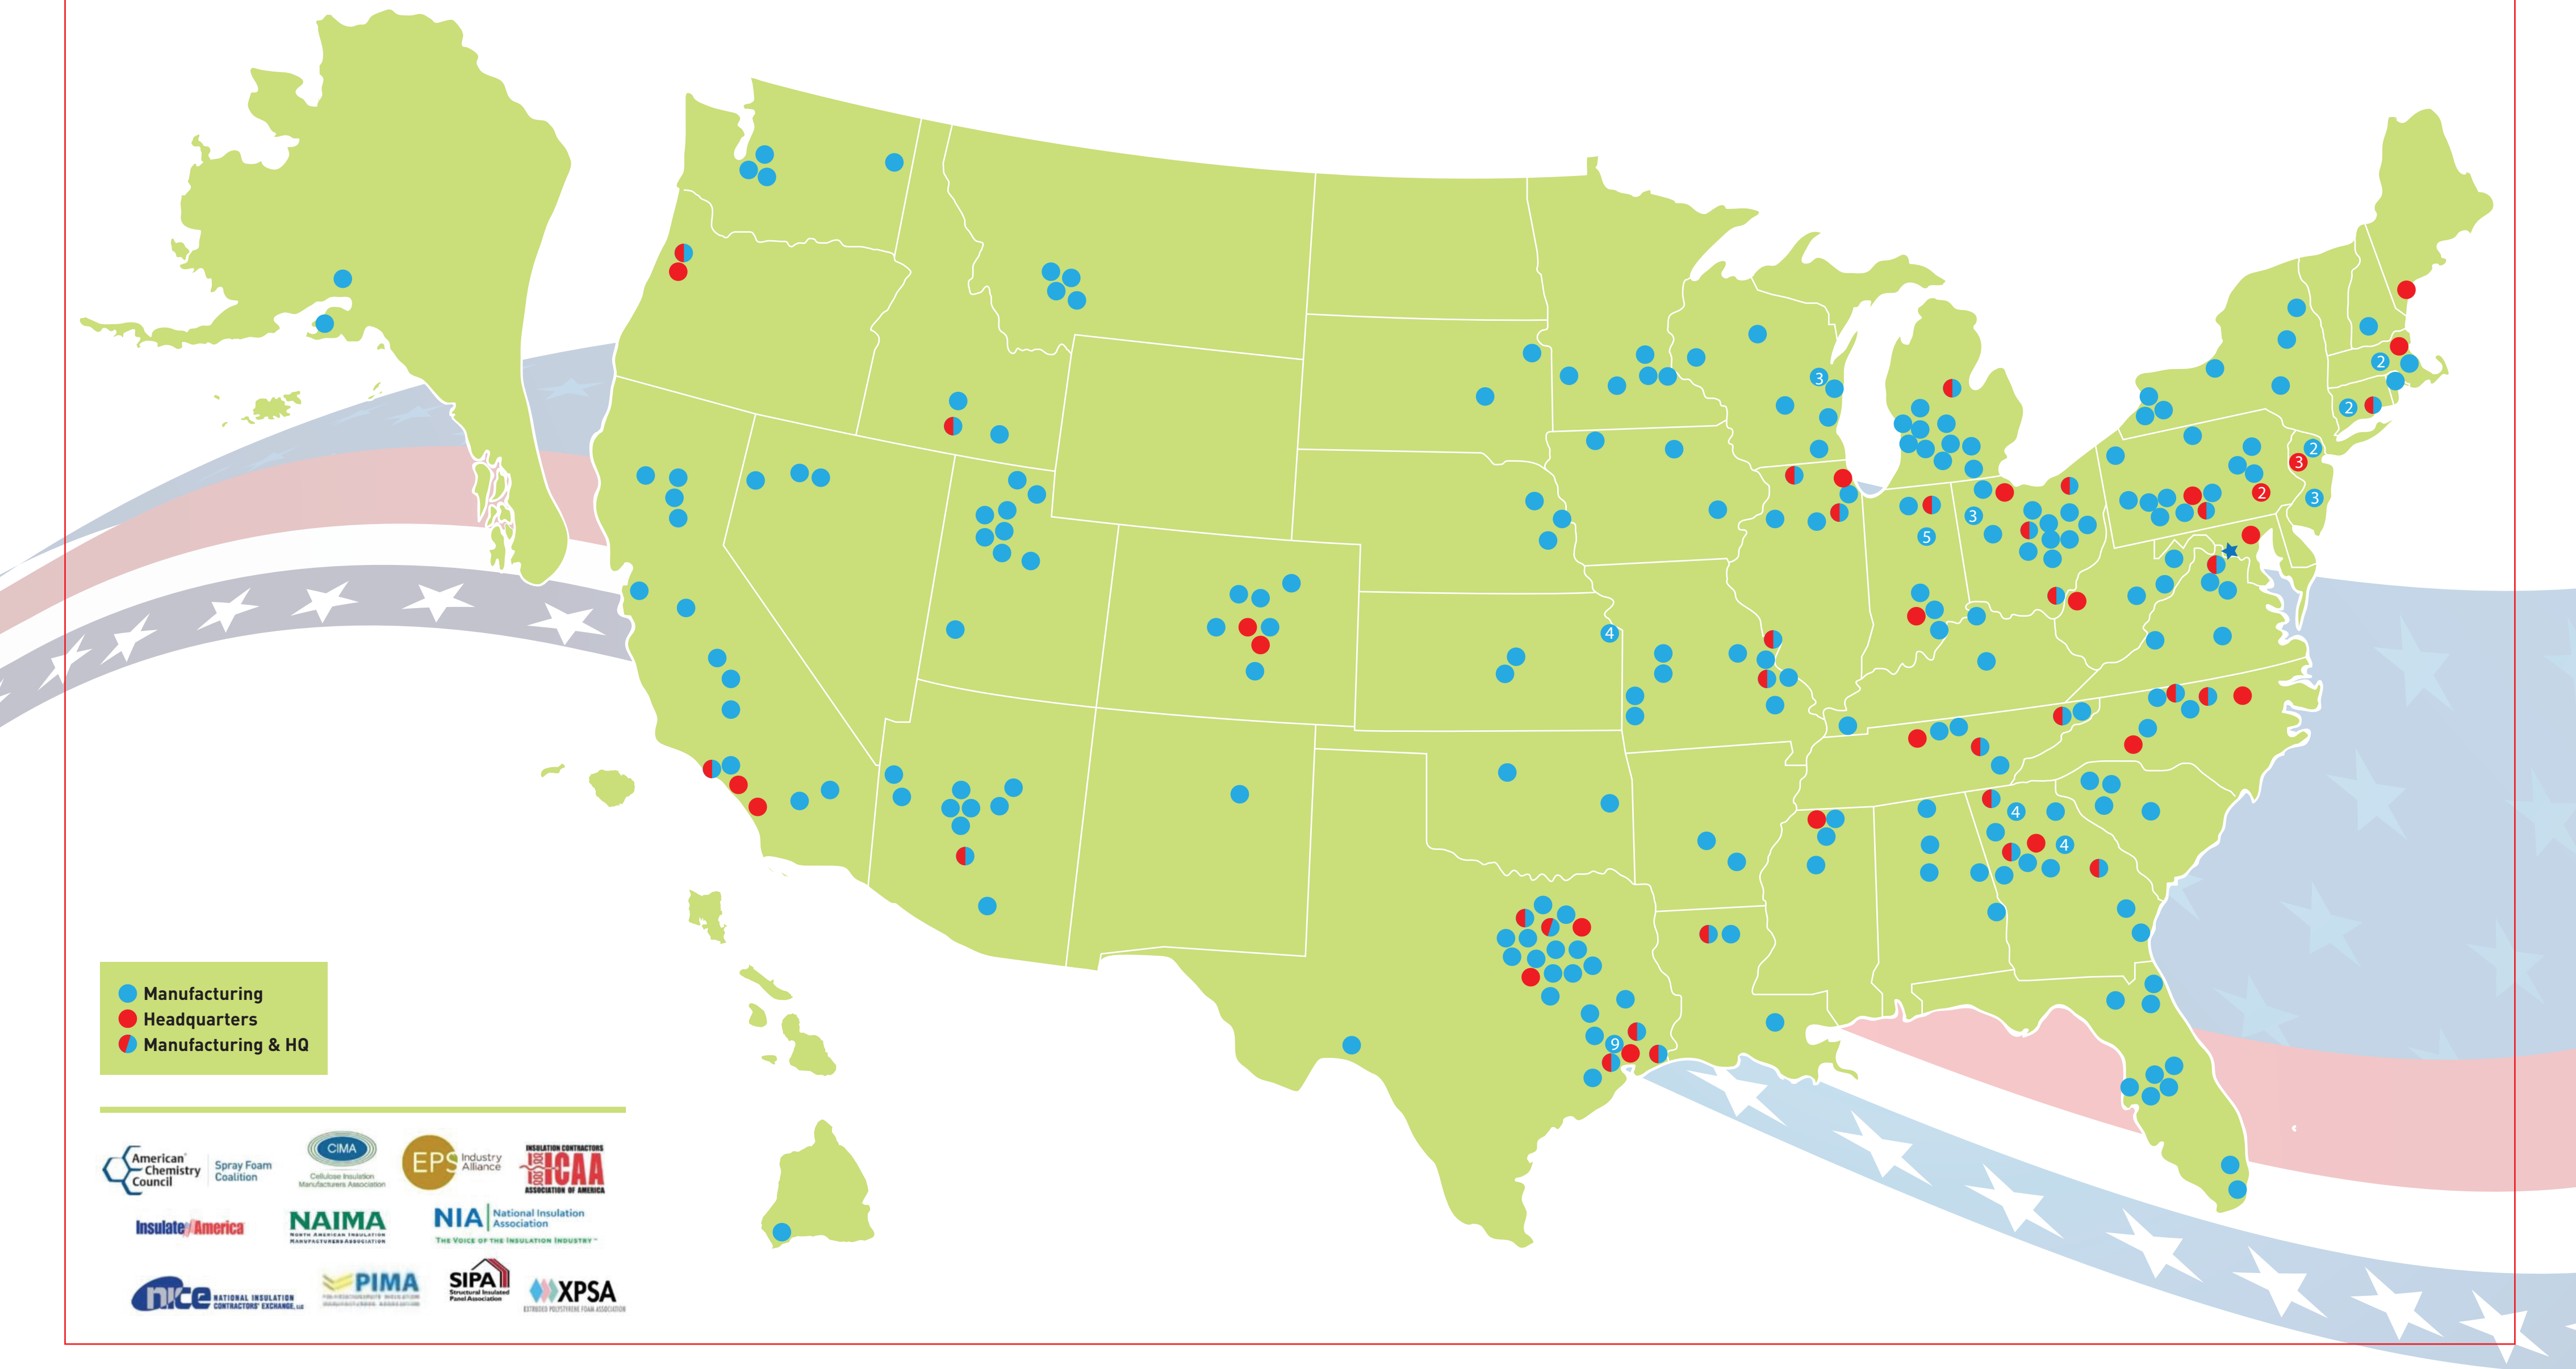 3
2
2
2
3
2
3
3
5
4
4
4
9
Manufacturing
Headquarters
Manufacturing & HQ
American
Chemistry
Council
Spray Foam
Coalition
CIMA
Cellulose Insulation
Manufacturers Association
EPS Industry
Alliance
INSULATION CONTRACTORS
ICAA
ASSOCIATION OF AMERICA
Insulate America
NAIMA
NORTH AMERICAN INSULATION
MANUFACTURERS ASSOCIATION
NIA National Insulation
Association
THE VOICE OF THE INSULATION INDUSTRY™
nice NATIONAL INSULATION
CONTRACTORS' EXCHANGE, LLC
PIMA
SIPA
Structural Insulated
Panel Association
XPSA
EXTRUDED POLYSTYRENE FOAM ASSOCIATION